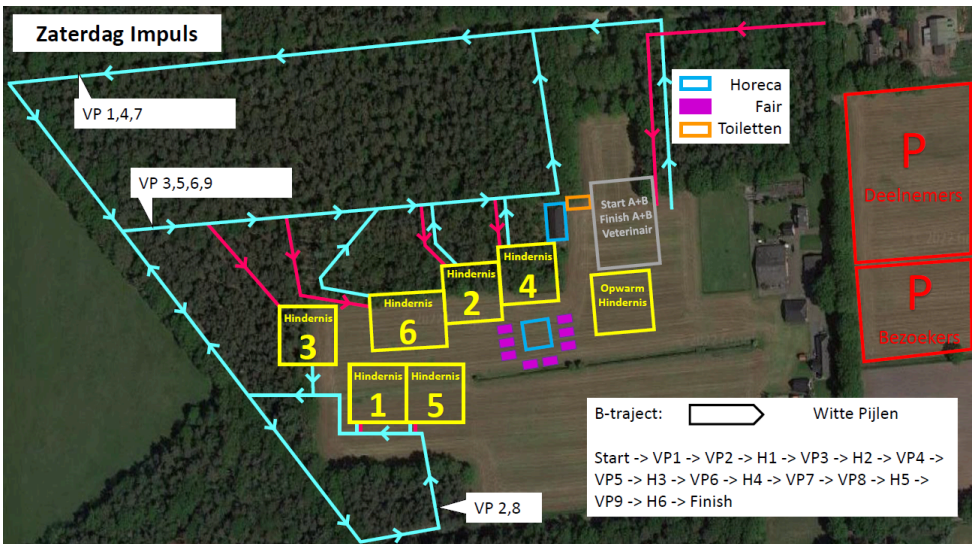 Zaterdag Impuls
VP 1,4,7
VP 3,5,6,9
Horeca
Fair
Toiletten
P
Deelnemers
P
Bezoekers
Start A+B
Finish A+B
Veterinair
Opwarm
Hindernis
Hindernis
4
Hindernis
2
Hindernis
6
Hindernis
3
Hindernis
1
Hindernis
5
VP 2,8
B-traject: Witte Pijlen
Start -> VP1 -> VP2 -> H1 -> VP3 -> H2 -> VP4 ->
VP5 -> H3 -> VP6 -> H4 -> VP7 -> VP8 -> H5 ->
VP9 -> H6 -> Finish